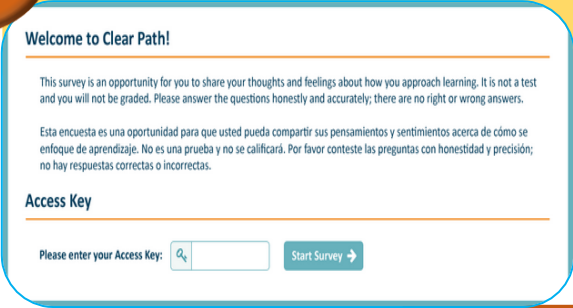 Welcome to Clear Path!
This survey is an opportunity for you to share your thoughts and feelings about how you approach learning. It is not a test
and you will not be graded. Please answer the questions honestly and accurately; there are no right or wrong answers.
Esta encuesta es una oportunidad para que usted pueda compartir sus pensamientos y sentimientos acerca de cómo se
enfoque de aprendizaje. No es una prueba y no se calificará. Por favor conteste las preguntas con honestidad y precisión;
no hay respuestas correctas o incorrectas.
Access Key
Please enter your Access Key:
Start Survey